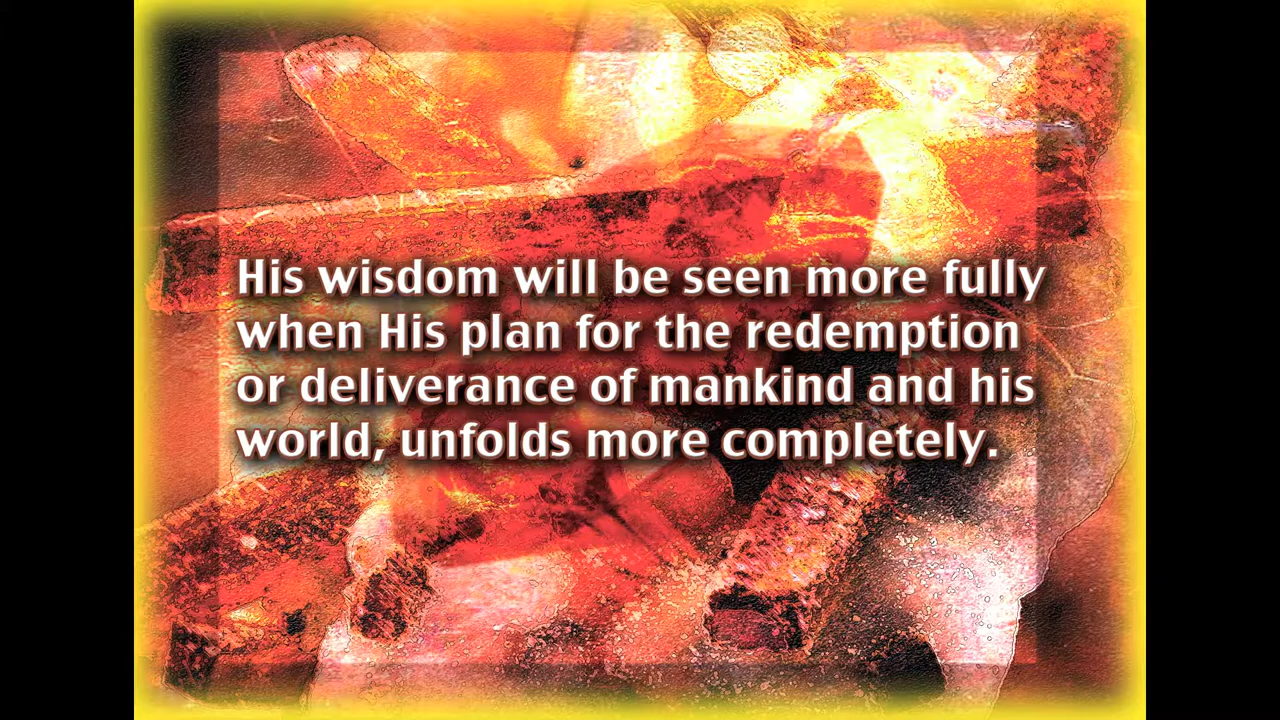 His wisdom will be seen more fully
when His plan for the redemption
or deliverance of mankind and his
world, unfolds more completely.